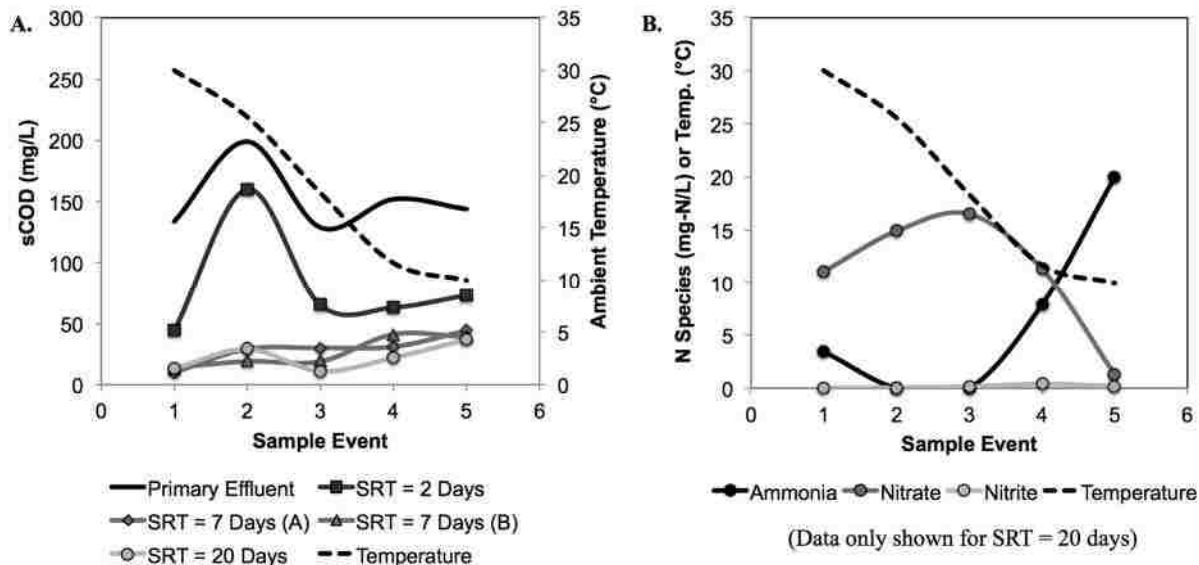 A.
300
250
200
150
100
50
0
sCOD (mg/L)
35
30
25
20
15
10
5
0
Ambient Temperature (°C)
0 1 2 3 4 5 6
Sample Event
Primary Effluent SRT = 2 Days
SRT = 7 Days (A) SRT = 7 Days (B)
SRT = 20 Days Temperature
B.
35
30
25
20
15
10
5
0
N Species (mg-N/L) or Temp. (°C)
0 1 2 3 4 5 6
Sample Event
Ammonia Nitrate Nitrite Temperature
(Data only shown for SRT = 20 days)